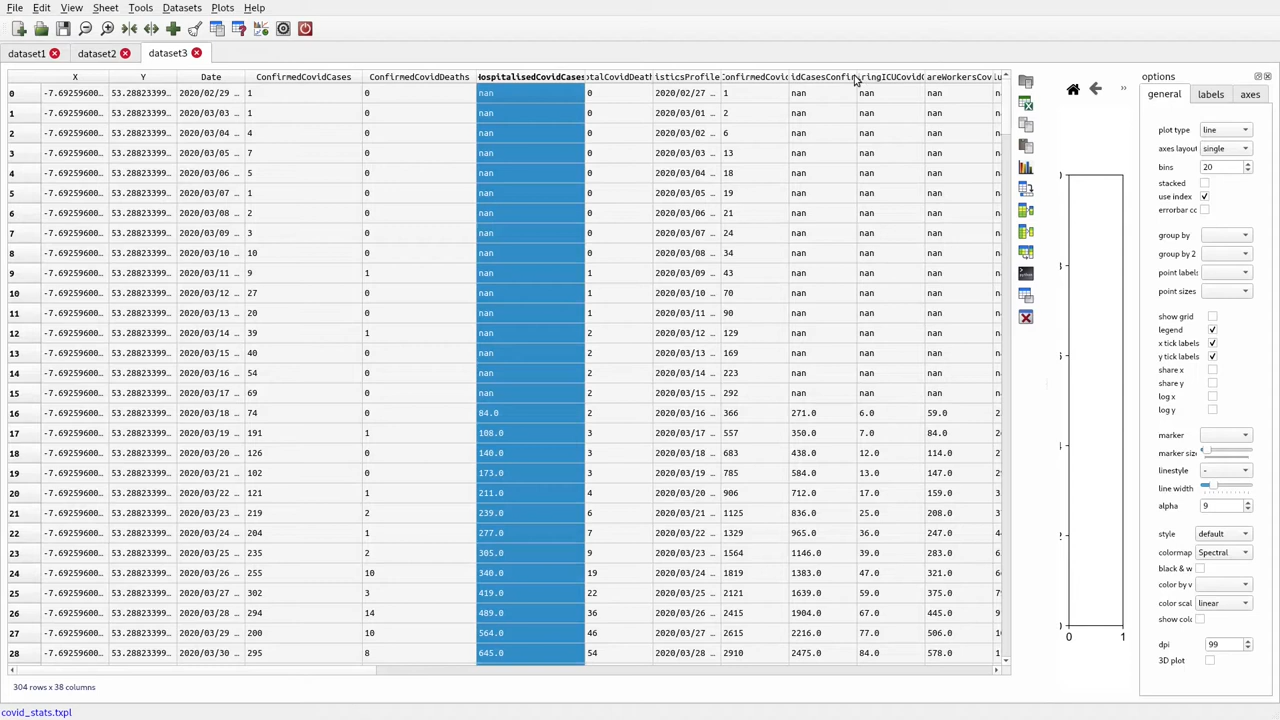 File Edit View Sheet Tools Datasets Plots Help
dataset1 dataset2 dataset3
X Y Date ConfirmedCovidCases ConfirmedCovidDeaths HospitalisedCovidCases otalCovidDeath isticsProfile ConfirmedCovid idCasesConfir ringICUCovidC areWorkersCov
0 -7.69259600… 53.28823399… 2020/02/29 … 1 0 nan 0 2020/02/27 … 1 nan nan nan n
1 -7.69259600… 53.28823399… 2020/03/03 … 1 0 nan 0 2020/03/01 … 2 nan nan nan n
2 -7.69259600… 53.28823399… 2020/03/04 … 4 0 nan 0 2020/03/02 … 6 nan nan nan n
3 -7.69259600… 53.28823399… 2020/03/05 … 7 0 nan 0 2020/03/03 … 13 nan nan nan n
4 -7.69259600… 53.28823399… 2020/03/06 … 5 0 nan 0 2020/03/04 … 18 nan nan nan n
5 -7.69259600… 53.28823399… 2020/03/07 … 1 0 nan 0 2020/03/05 … 19 nan nan nan n
6 -7.69259600… 53.28823399… 2020/03/08 … 2 0 nan 0 2020/03/06 … 21 nan nan nan n
7 -7.69259600… 53.28823399… 2020/03/09 … 3 0 nan 0 2020/03/07 … 24 nan nan nan n
8 -7.69259600… 53.28823399… 2020/03/10 … 10 0 nan 0 2020/03/08 … 34 nan nan nan n
9 -7.69259600… 53.28823399… 2020/03/11 … 9 1 nan 1 2020/03/09 … 43 nan nan nan n
10 -7.69259600… 53.28823399… 2020/03/12 … 27 0 nan 1 2020/03/10 … 70 nan nan nan n
11 -7.69259600… 53.28823399… 2020/03/13 … 20 0 nan 1 2020/03/11 … 90 nan nan nan n
12 -7.69259600… 53.28823399… 2020/03/14 … 39 1 nan 2 2020/03/12 … 129 nan nan nan n
13 -7.69259600… 53.28823399… 2020/03/15 … 40 0 nan 2 2020/03/13 … 169 nan nan nan n
14 -7.69259600… 53.28823399… 2020/03/16 … 54 0 nan 2 2020/03/14 … 223 nan nan nan n
15 -7.69259600… 53.28823399… 2020/03/17 … 69 0 nan 2 2020/03/15 … 292 nan nan nan n
16 -7.69259600… 53.28823399… 2020/03/18 … 74 0 84.0 2 2020/03/16 … 366 271.0 6.0 59.0 2
17 -7.69259600… 53.28823399… 2020/03/19 … 191 1 108.0 3 2020/03/17 … 557 350.0 7.0 84.0 2
18 -7.69259600… 53.28823399… 2020/03/20 … 126 0 140.0 3 2020/03/18 … 683 438.0 12.0 114.0 2
19 -7.69259600… 53.28823399… 2020/03/21 … 102 0 173.0 3 2020/03/19 … 785 584.0 13.0 147.0 2
20 -7.69259600… 53.28823399… 2020/03/22 … 121 1 211.0 4 2020/03/20 … 906 712.0 17.0 159.0 3
21 -7.69259600… 53.28823399… 2020/03/23 … 219 2 239.0 6 2020/03/21 … 1125 836.0 25.0 208.0 3
22 -7.69259600… 53.28823399… 2020/03/24 … 204 1 277.0 7 2020/03/22 … 1329 965.0 36.0 247.0 4
23 -7.69259600… 53.28823399… 2020/03/25 … 235 2 305.0 9 2020/03/23 … 1564 1146.0 39.0 283.0 5
24 -7.69259600… 53.28823399… 2020/03/26 … 255 10 340.0 19 2020/03/24 … 1819 1383.0 47.0 321.0 6
25 -7.69259600… 53.28823399… 2020/03/27 … 302 3 419.0 22 2020/03/25 … 2121 1639.0 59.0 375.0 7
26 -7.69259600… 53.28823399… 2020/03/28 … 294 14 489.0 36 2020/03/26 … 2415 1904.0 67.0 445.0 9
27 -7.69259600… 53.28823399… 2020/03/29 … 200 10 564.0 46 2020/03/27 … 2615 2216.0 77.0 506.0 1
28 -7.69259600… 53.28823399… 2020/03/30 … 295 8 645.0 54 2020/03/28 … 2910 2475.0 84.0 578.0 1
304 rows x 38 columns
covid_stats.txpl
0 1
options
general labels axes
plot type line
axes layout single
bins 20
stacked
use index
errorbar cc
group by
group by 2
point labels
point sizes
show grid
legend
x tick labels
y tick labels
share x
share y
log x
log y
marker
marker siz
linestyle -
line width
alpha 9
style default
colormap Spectral
black & w
color by v
color scal linear
show colo
dpi 99
3D plot